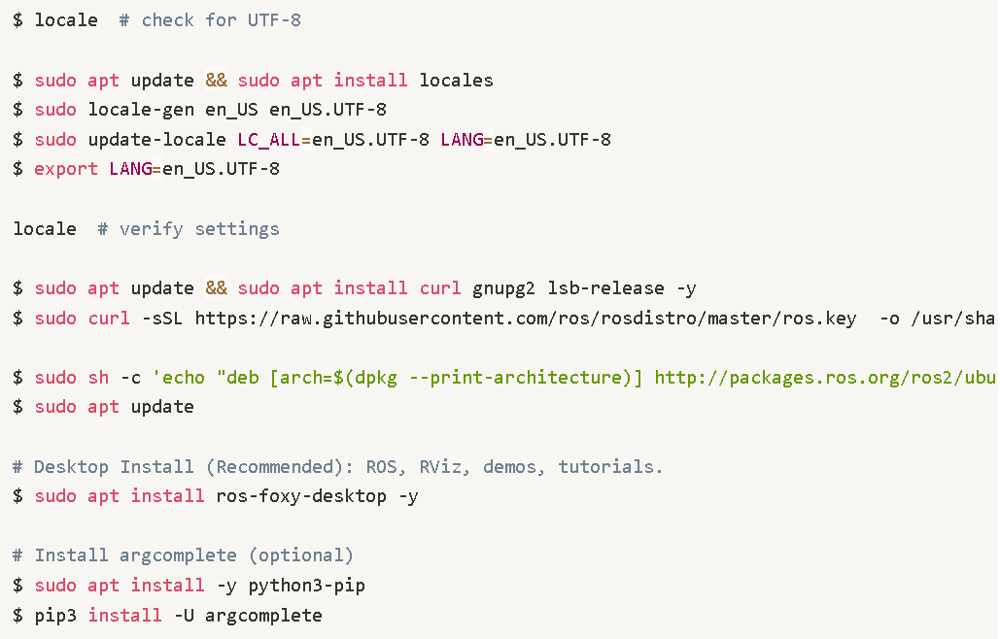 $ locale  # check for UTF-8
$ sudo apt update && sudo apt install locales
$ sudo locale-gen en_US en_US.UTF-8
$ sudo update-locale LC_ALL=en_US.UTF-8 LANG=en_US.UTF-8
$ export LANG=en_US.UTF-8
locale  # verify settings
$ sudo apt update && sudo apt install curl gnupg2 lsb-release -y
$ sudo curl -sSL https://raw.githubusercontent.com/ros/rosdistro/master/ros.key  -o /usr/sha
$ sudo sh -c 'echo "deb [arch=$(dpkg --print-architecture)] http://packages.ros.org/ros2/ubu
$ sudo apt update
# Desktop Install (Recommended): ROS, RViz, demos, tutorials.
$ sudo apt install ros-foxy-desktop -y
# Install argcomplete (optional)
$ sudo apt install -y python3-pip
$ pip3 install -U argcomplete